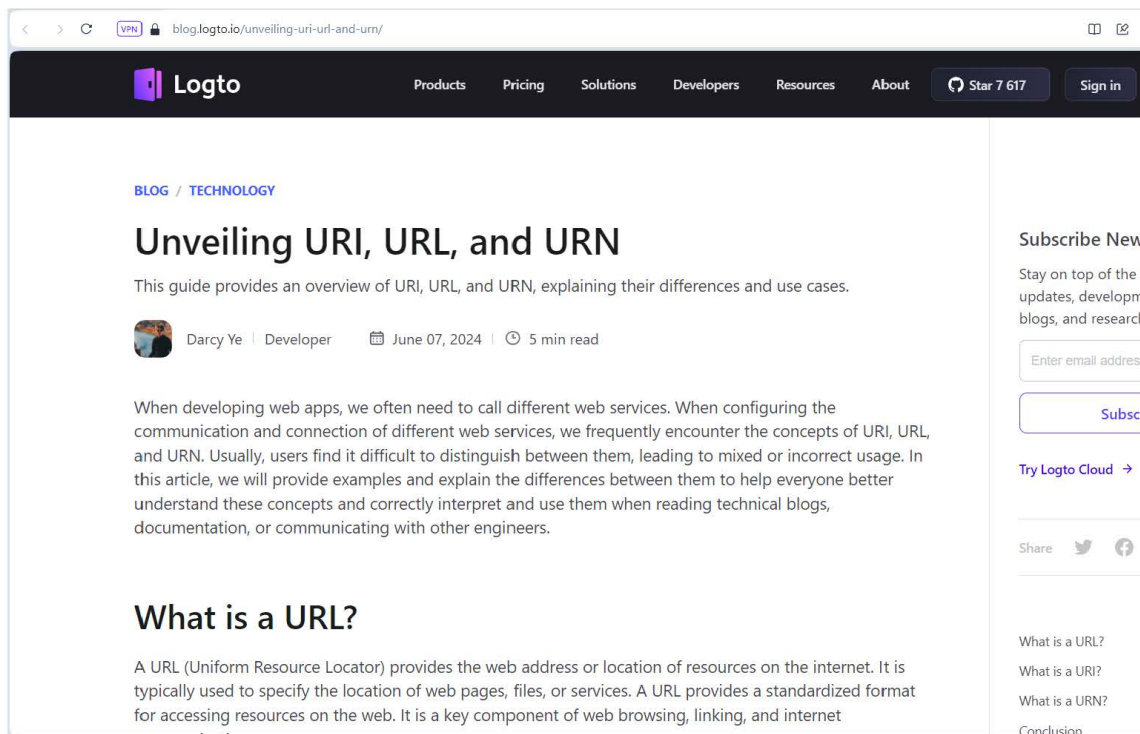 VPN
blog.logto.io/unveiling-uri-url-and-urn/
Logto
Products
Pricing
Solutions
Developers
Resources
About
Star 7 617
Sign in
BLOG / TECHNOLOGY
Unveiling URI, URL, and URN
This guide provides an overview of URI, URL, and URN, explaining their differences and use cases.
Darcy Ye
Developer
June 07, 2024
5 min read
When developing web apps, we often need to call different web services. When configuring the
communication and connection of different web services, we frequently encounter the concepts of URI, URL,
and URN. Usually, users find it difficult to distinguish between them, leading to mixed or incorrect usage. In
this article, we will provide examples and explain the differences between them to help everyone better
understand these concepts and correctly interpret and use them when reading technical blogs,
documentation, or communicating with other engineers.
What is a URL?
A URL (Uniform Resource Locator) provides the web address or location of resources on the internet. It is
typically used to specify the location of web pages, files, or services. A URL provides a standardized format
for accessing resources on the web. It is a key component of web browsing, linking, and internet
Subscribe New
Stay on top of the
updates, developm
blogs, and research
Enter email addres
Subsc
Try Logto Cloud →
Share
What is a URL?
What is a URI?
What is a URN?
Conclusion